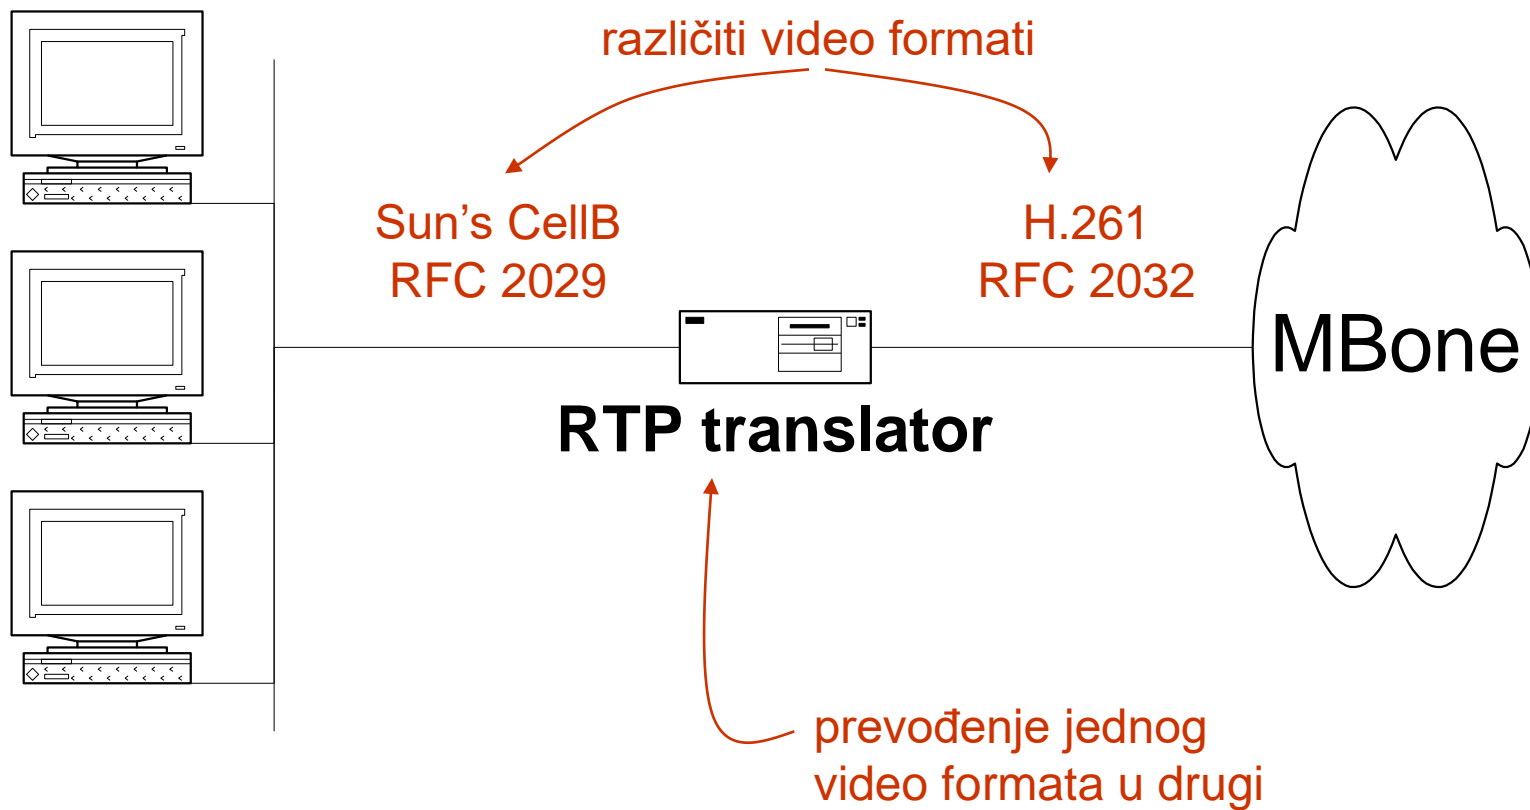 različiti video formati
Sun's CellB
RFC 2029
H.261
RFC 2032
MBone
RTP translator
prevođenje jednog
video formata u drugi